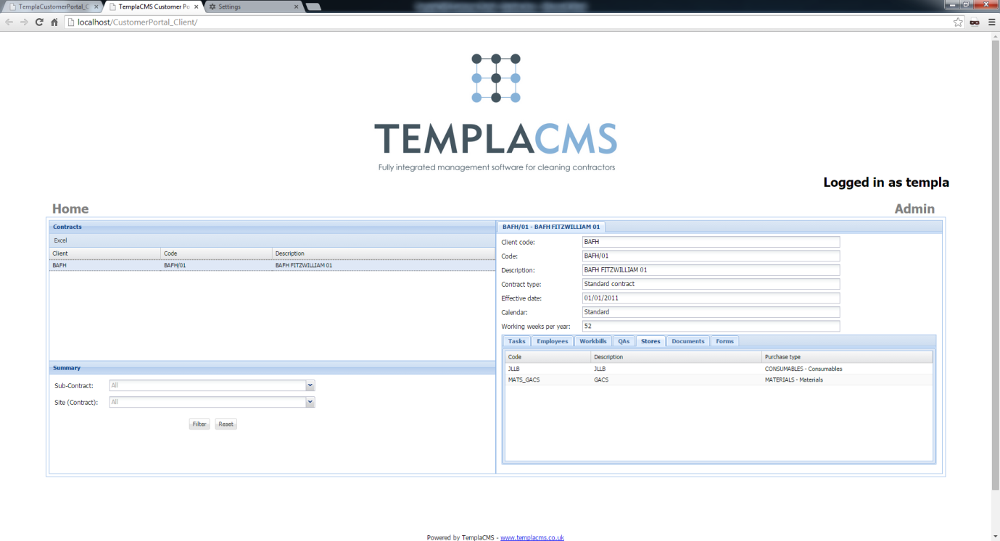 TemplaCustomerPortal_C
TemplaCMS Customer Po
Settings
localhost/CustomerPortal_Client/
TEMPLACMS
Fully integrated management software for cleaning contractors
Logged in as templa
Home
Admin
Contracts
Excel
Client Code Description
BAFH BAFH/01 BAFH FITZWILLIAM 01
Summary
Sub-Contract: All
Site (Contract): All
Filter Reset
BAFH/01 - BAFH FITZWILLIAM 01
Client code: BAFH
Code: BAFH/01
Description: BAFH FITZWILLIAM 01
Contract type: Standard contract
Effective date: 01/01/2011
Calendar: Standard
Working weeks per year: 52
Tasks Employees Workbills QAs Stores Documents Forms
Code Description Purchase type
JLLB JLLB CONSUMABLES - Consumables
MATS_GACS GACS MATERIALS - Materials
Powered by TemplaCMS - www.templacms.co.uk